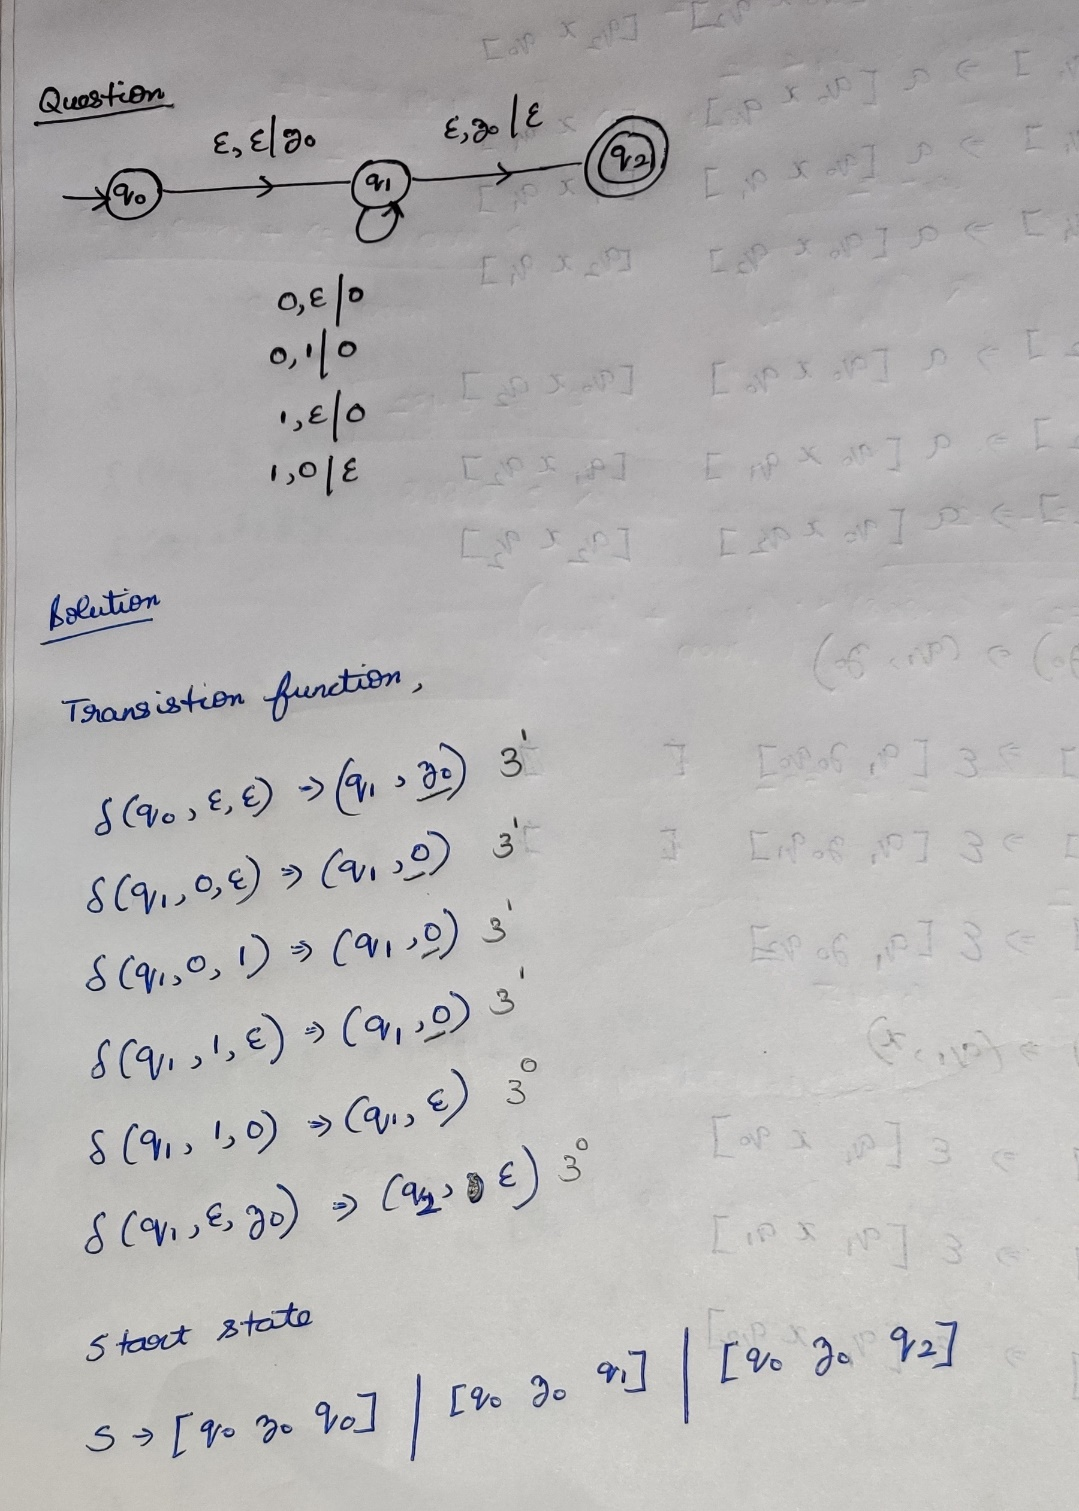 Question
ε, ε/z₀ ε, z₀/ε
q₀ q₁ q₂
0, ε/0
0, 1/0
1, ε/0
1, 0/ε
Solution
Transistion function,
δ(q₀, ε, ε) ⇒ (q₁, z₀) 3¹
δ(q₁, 0, ε) ⇒ (q₁, 0) 3¹
δ(q₁, 0, 1) ⇒ (q₁, 0) 3¹
δ(q₁, 1, ε) ⇒ (q₁, 0) 3¹
δ(q₁, 1, 0) ⇒ (q₁, ε) 3⁰
δ(q₁, ε, z₀) ⇒ (q₂, ε) 3⁰
Start state
S → [q₀ z₀ q₀] | [q₀ z₀ q₁] | [q₀ z₀ q₂]